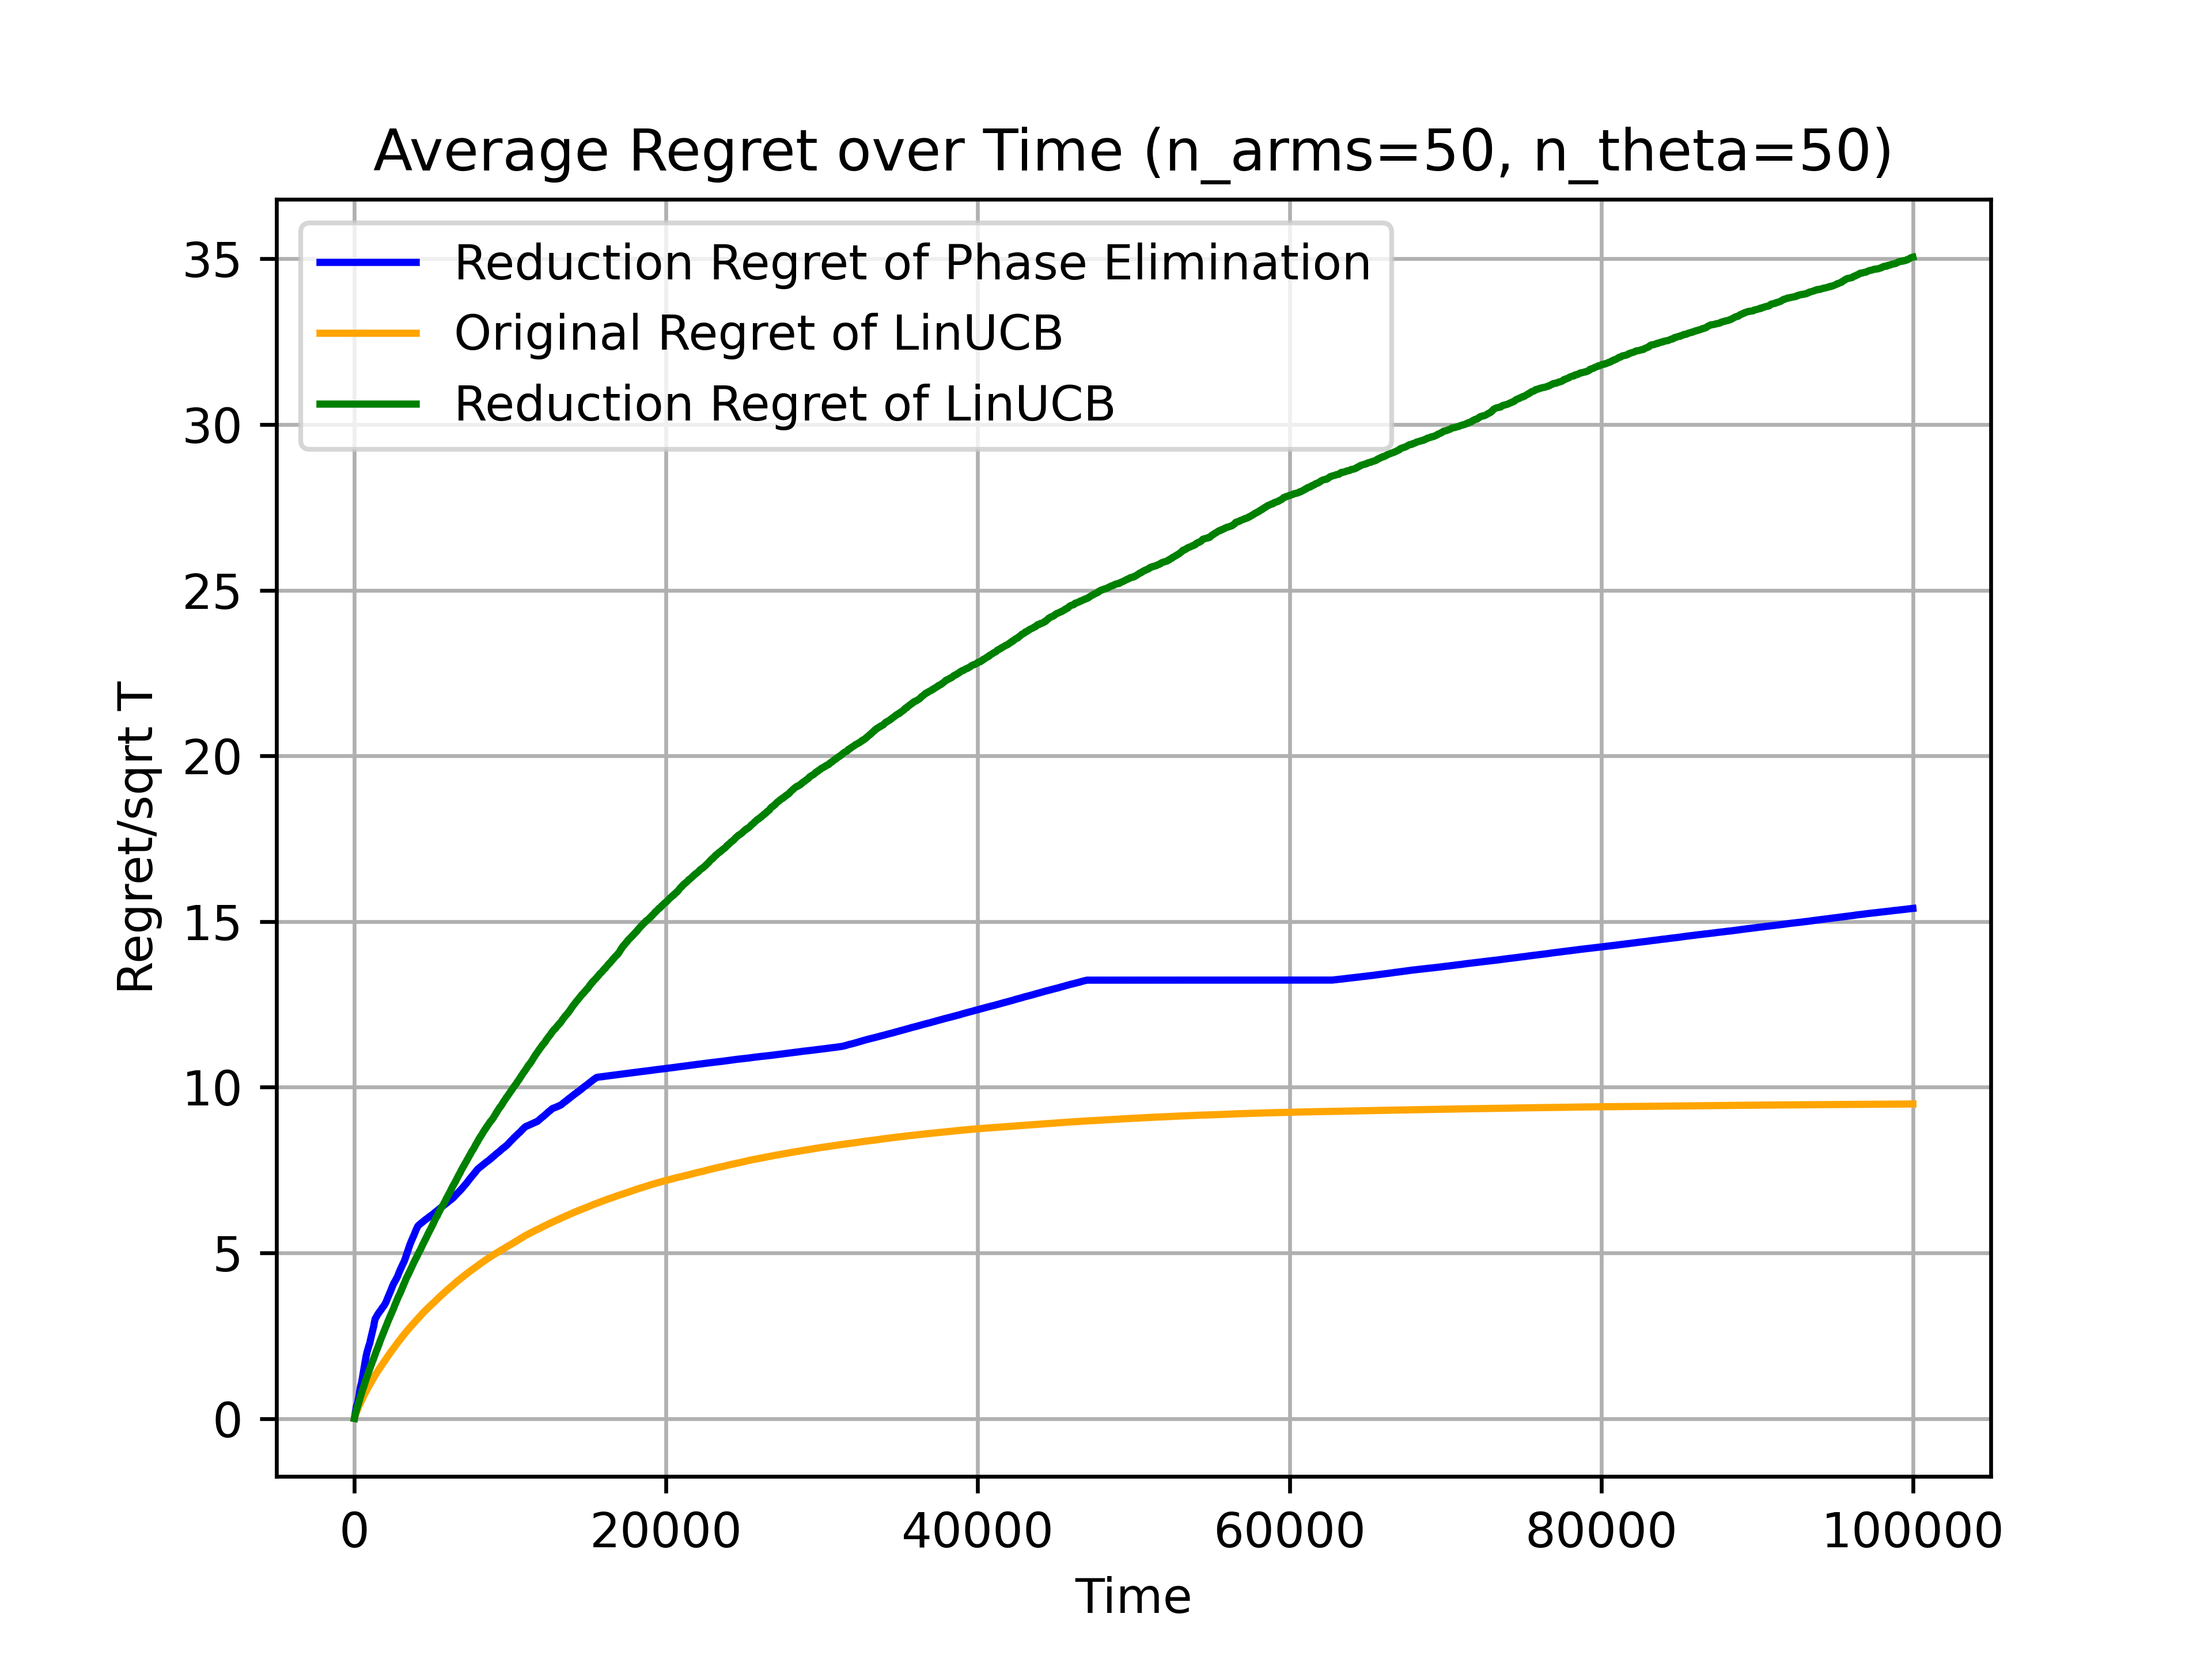 Average Regret over Time (n_arms=50, n_theta=50)
Reduction Regret of Phase Elimination
Original Regret of LinUCB
Reduction Regret of LinUCB
Regret/sqrt T
35
30
25
20
15
10
5
0
0 20000 40000 60000 80000 100000
Time